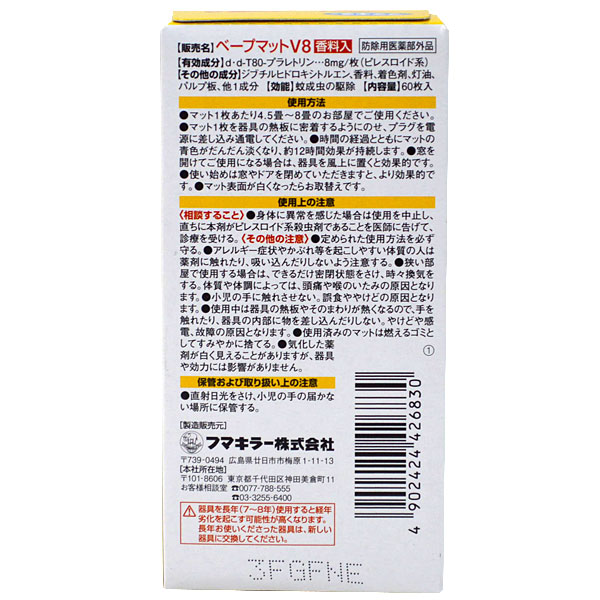 【販売名】ベープマットV8 香料入 防除用医薬部外品
【有効成分】d・d-T80-プラレトリン…8mg/枚(ピレスロイド系)
【その他の成分】ジブチルヒドロキシトルエン、香料、着色剤、灯油、
パルプ板、他1成分 【効能】蚊成虫の駆除 【内容量】60枚入
使用方法
●マット1枚あたり4.5畳〜8畳のお部屋でご使用ください。
●マット1枚を器具の熱板に密着するようにのせ、プラグを電
源に差し込み通電してください。●時間の経過とともにマットの
青色がだんだん淡くなり、約12時間効果が持続します。●窓を
開けてご使用になる場合は、器具を風上に置くと効果的です。
●使い始めは窓やドアを閉めていただきますと、より効果的で
す。●マット表面が白くなったらお取替えです。
使用上の注意
〈相談すること〉●身体に異常を感じた場合は使用を中止し、
直ちに本剤がピレスロイド系殺虫剤であることを医師に告げて、
診療を受ける。〈その他の注意〉●定められた使用方法を必ず
守る。●アレルギー症状やかぶれ等を起こしやすい体質の人は
薬剤に触れたり、吸い込んだりしないよう注意する。●狭い部
屋で使用する場合は、できるだけ密閉状態をさけ、時々換気を
する。体質や体調によっては、頭痛や喉のいたみの原因となり
ます。●小児の手に触れさせない。誤食ややけどの原因となり
ます。●使用中は器具の熱板やそのまわりが熱くなるので、手を
触れたり、器具の内部に物を差し込んだりしない。やけどや感
電、故障の原因となります。●使用済みのマットは燃えるゴミと
してすみやかに捨てる。●気化した薬
剤が白く見えることがありますが、器具
や効力には影響がありません。
①
保管および取り扱い上の注意
●直射日光をさけ、小児の手の届かな
い場所に保管する。
[製造販売元]
フマキラー株式会社
〒739-0494 広島県廿日市市梅原1-11-13
[本社所在地]
〒101-8606 東京都千代田区神田美倉町11
お客様相談室 ☎0077-788-555
☎03-3255-6400
⚠器具を長年(7〜8年)使用すると経年
劣化を起こす可能性が高くなります。
長年お使いくださった器具は、新しい
器具に交換してください。
4 902424 426830
3FGFNE